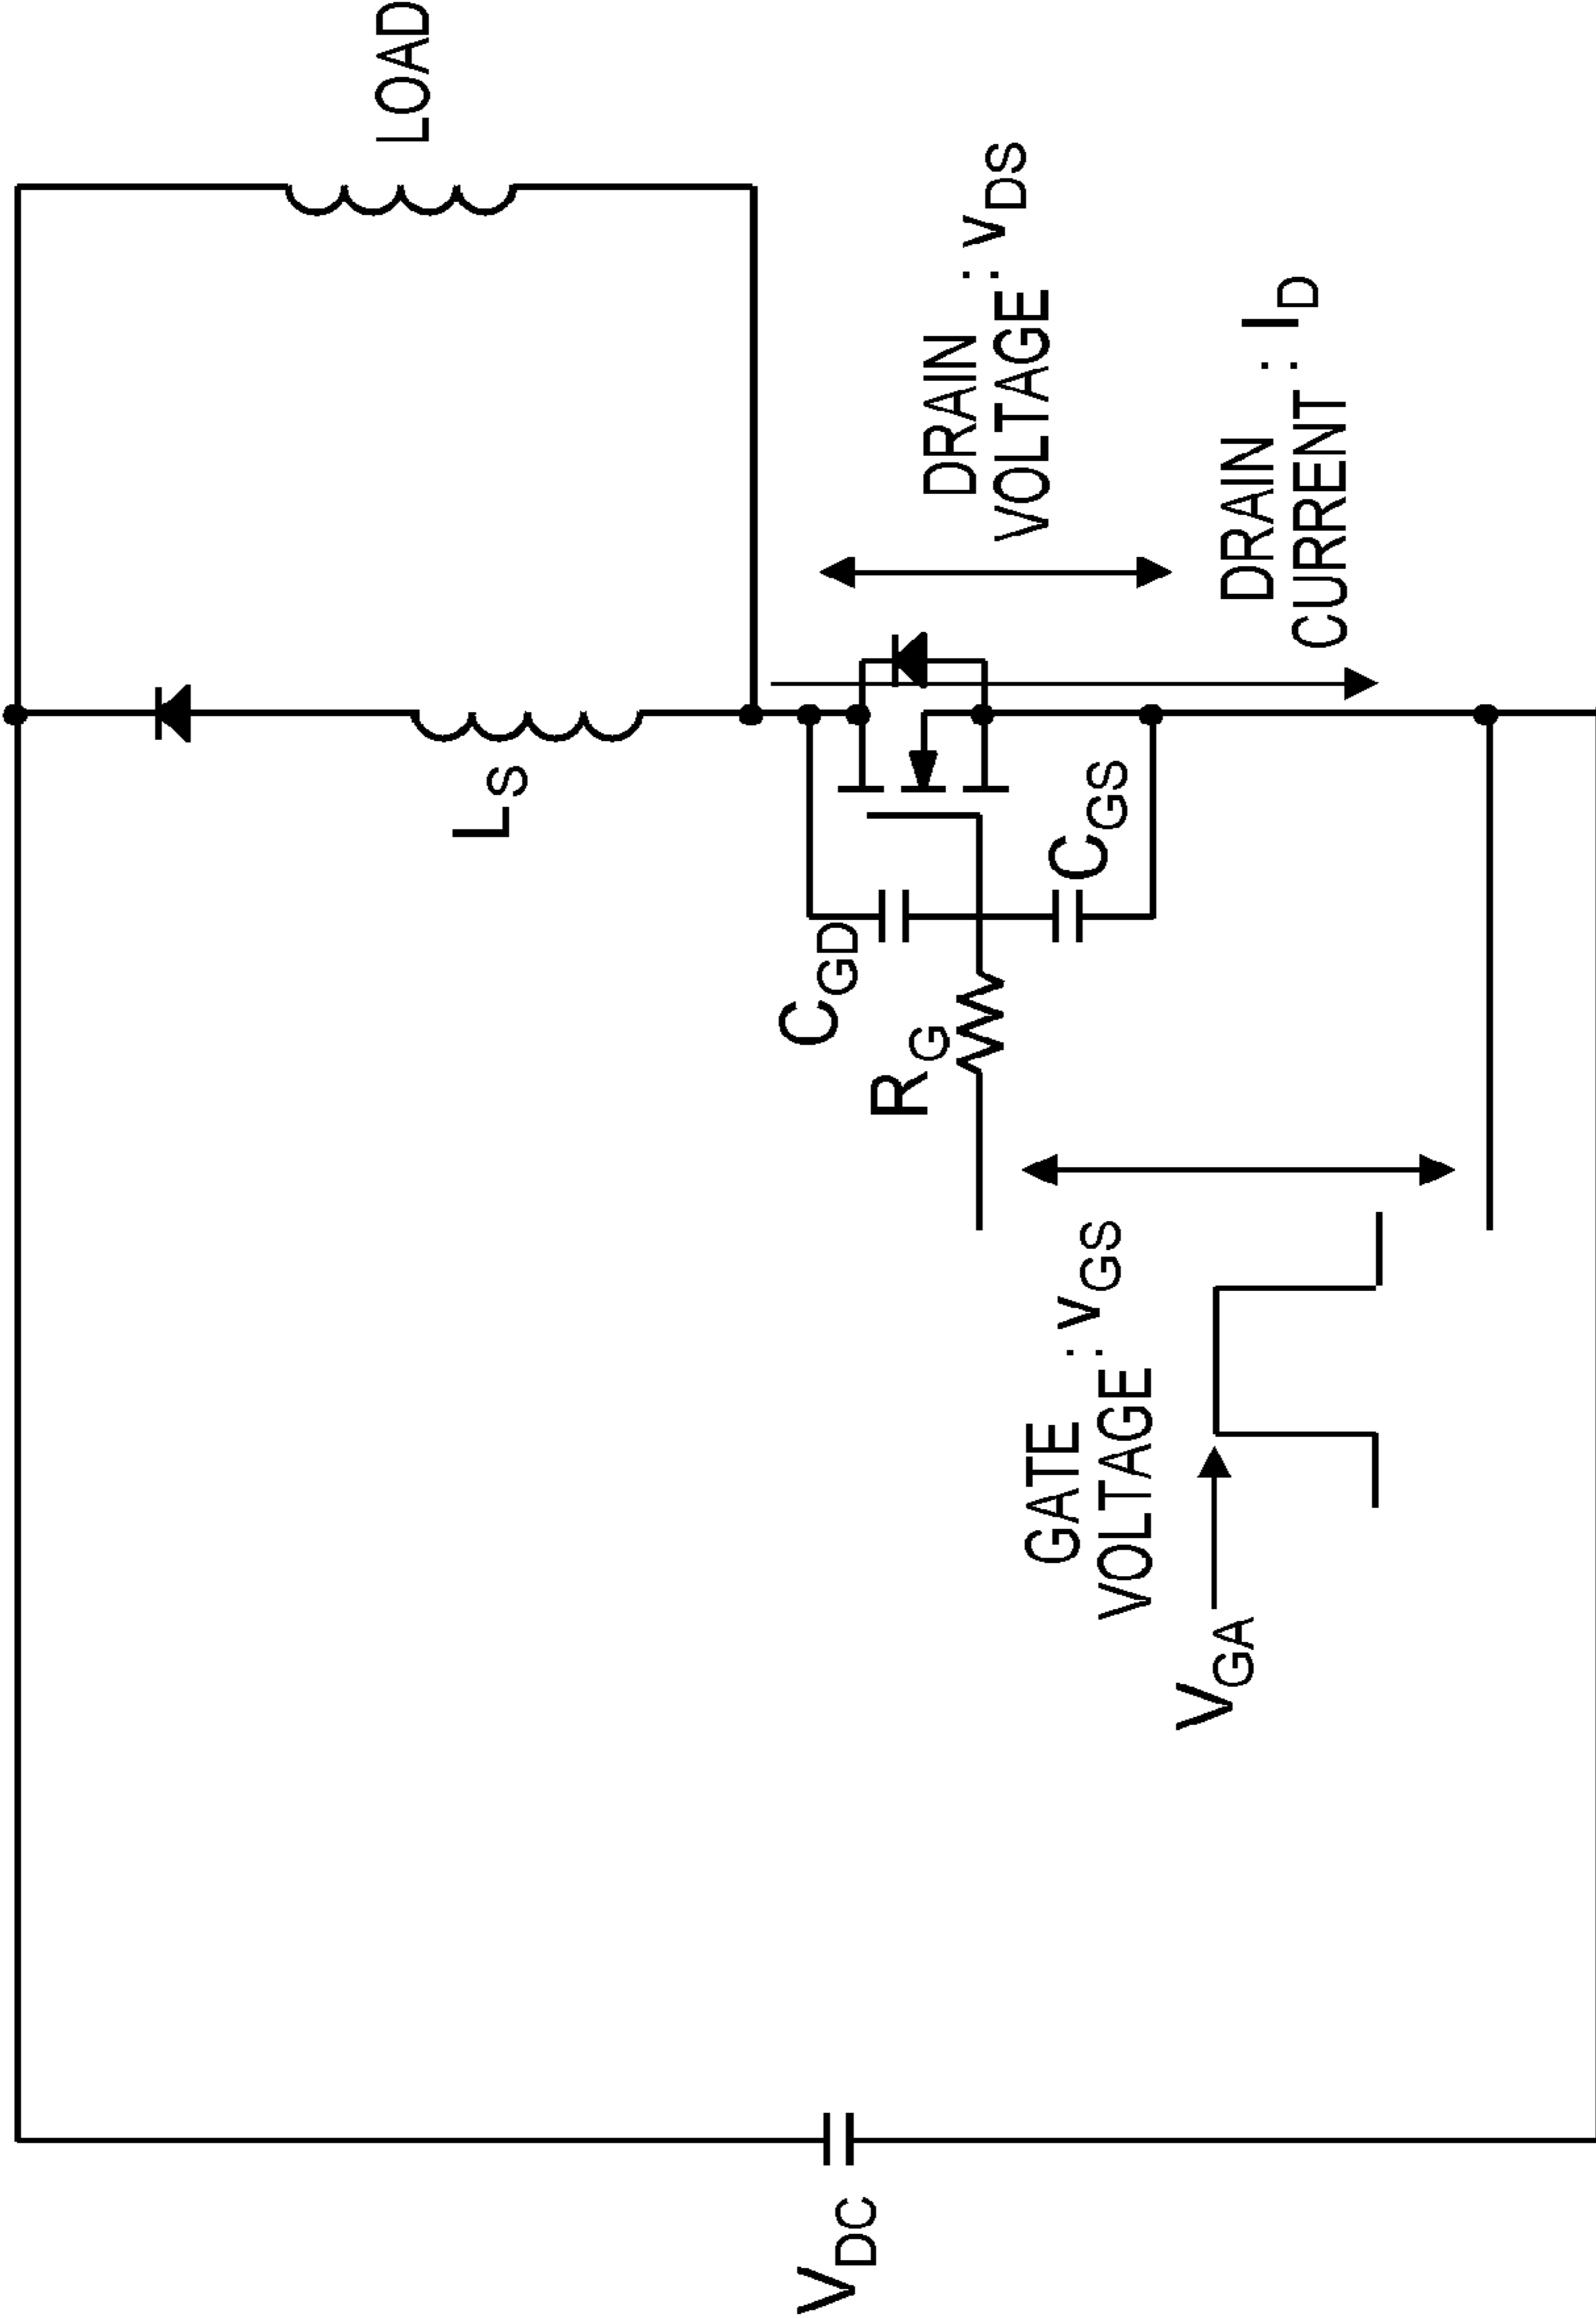 LOAD
LS
VDC
CGD
RG
DRAIN
VOLTAGE : VDS
CGS
GATE
VOLTAGE : VGS
VGA
DRAIN
CURRENT : ID